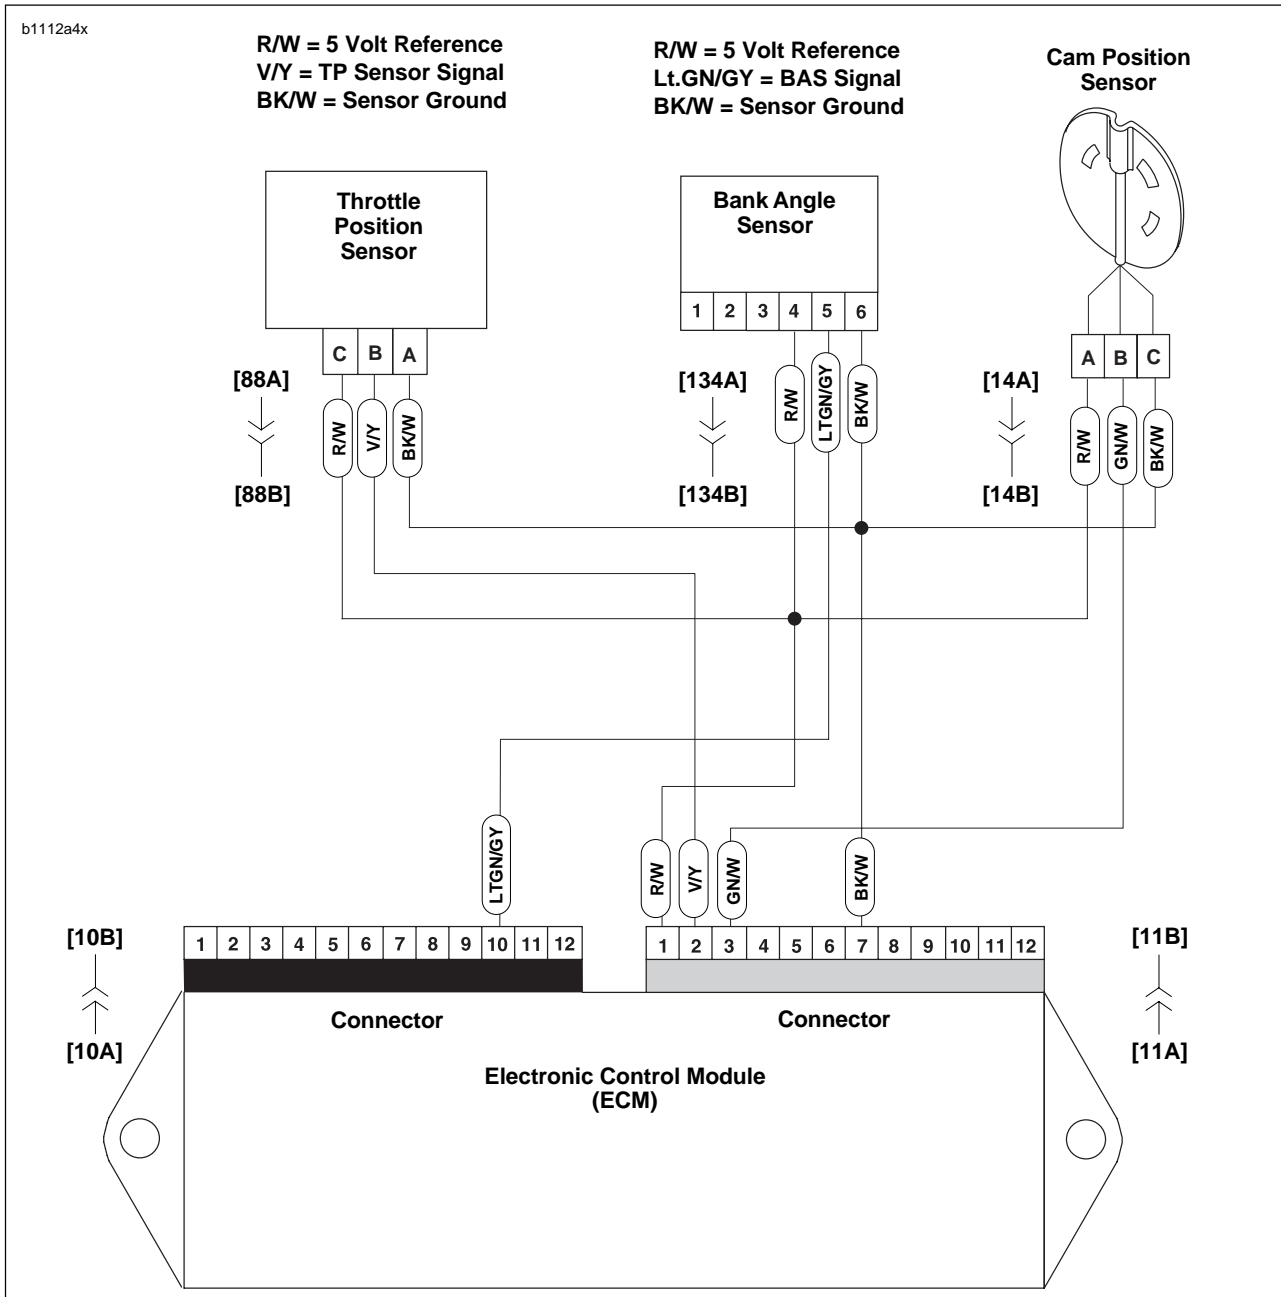 b1112a4x
R/W = 5 Volt Reference
V/Y = TP Sensor Signal
BK/W = Sensor Ground
R/W = 5 Volt Reference
Lt.GN/GY = BAS Signal
BK/W = Sensor Ground
Cam Position
Sensor
Throttle
Position
Sensor
Bank Angle
Sensor
1 2 3 4 5 6
C B A
A B C
[88A]
[134A]
[14A]
R/W V/Y BK/W
R/W LTGN/GY BK/W
R/W GN/W BK/W
[88B]
[134B]
[14B]
LTGN/GY
R/W V/Y GN/W BK/W
[10B]
1 2 3 4 5 6 7 8 9 10 11 12
1 2 3 4 5 6 7 8 9 10 11 12
[11B]
Connector
Connector
[10A]
[11A]
Electronic Control Module
(ECM)